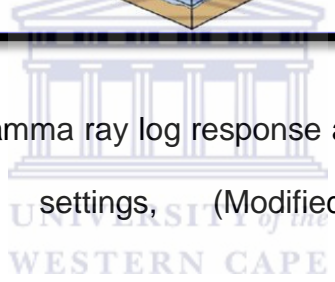 amma ray log response a
settings, (Modified
UNIVERSITY of the
WESTERN CAPE